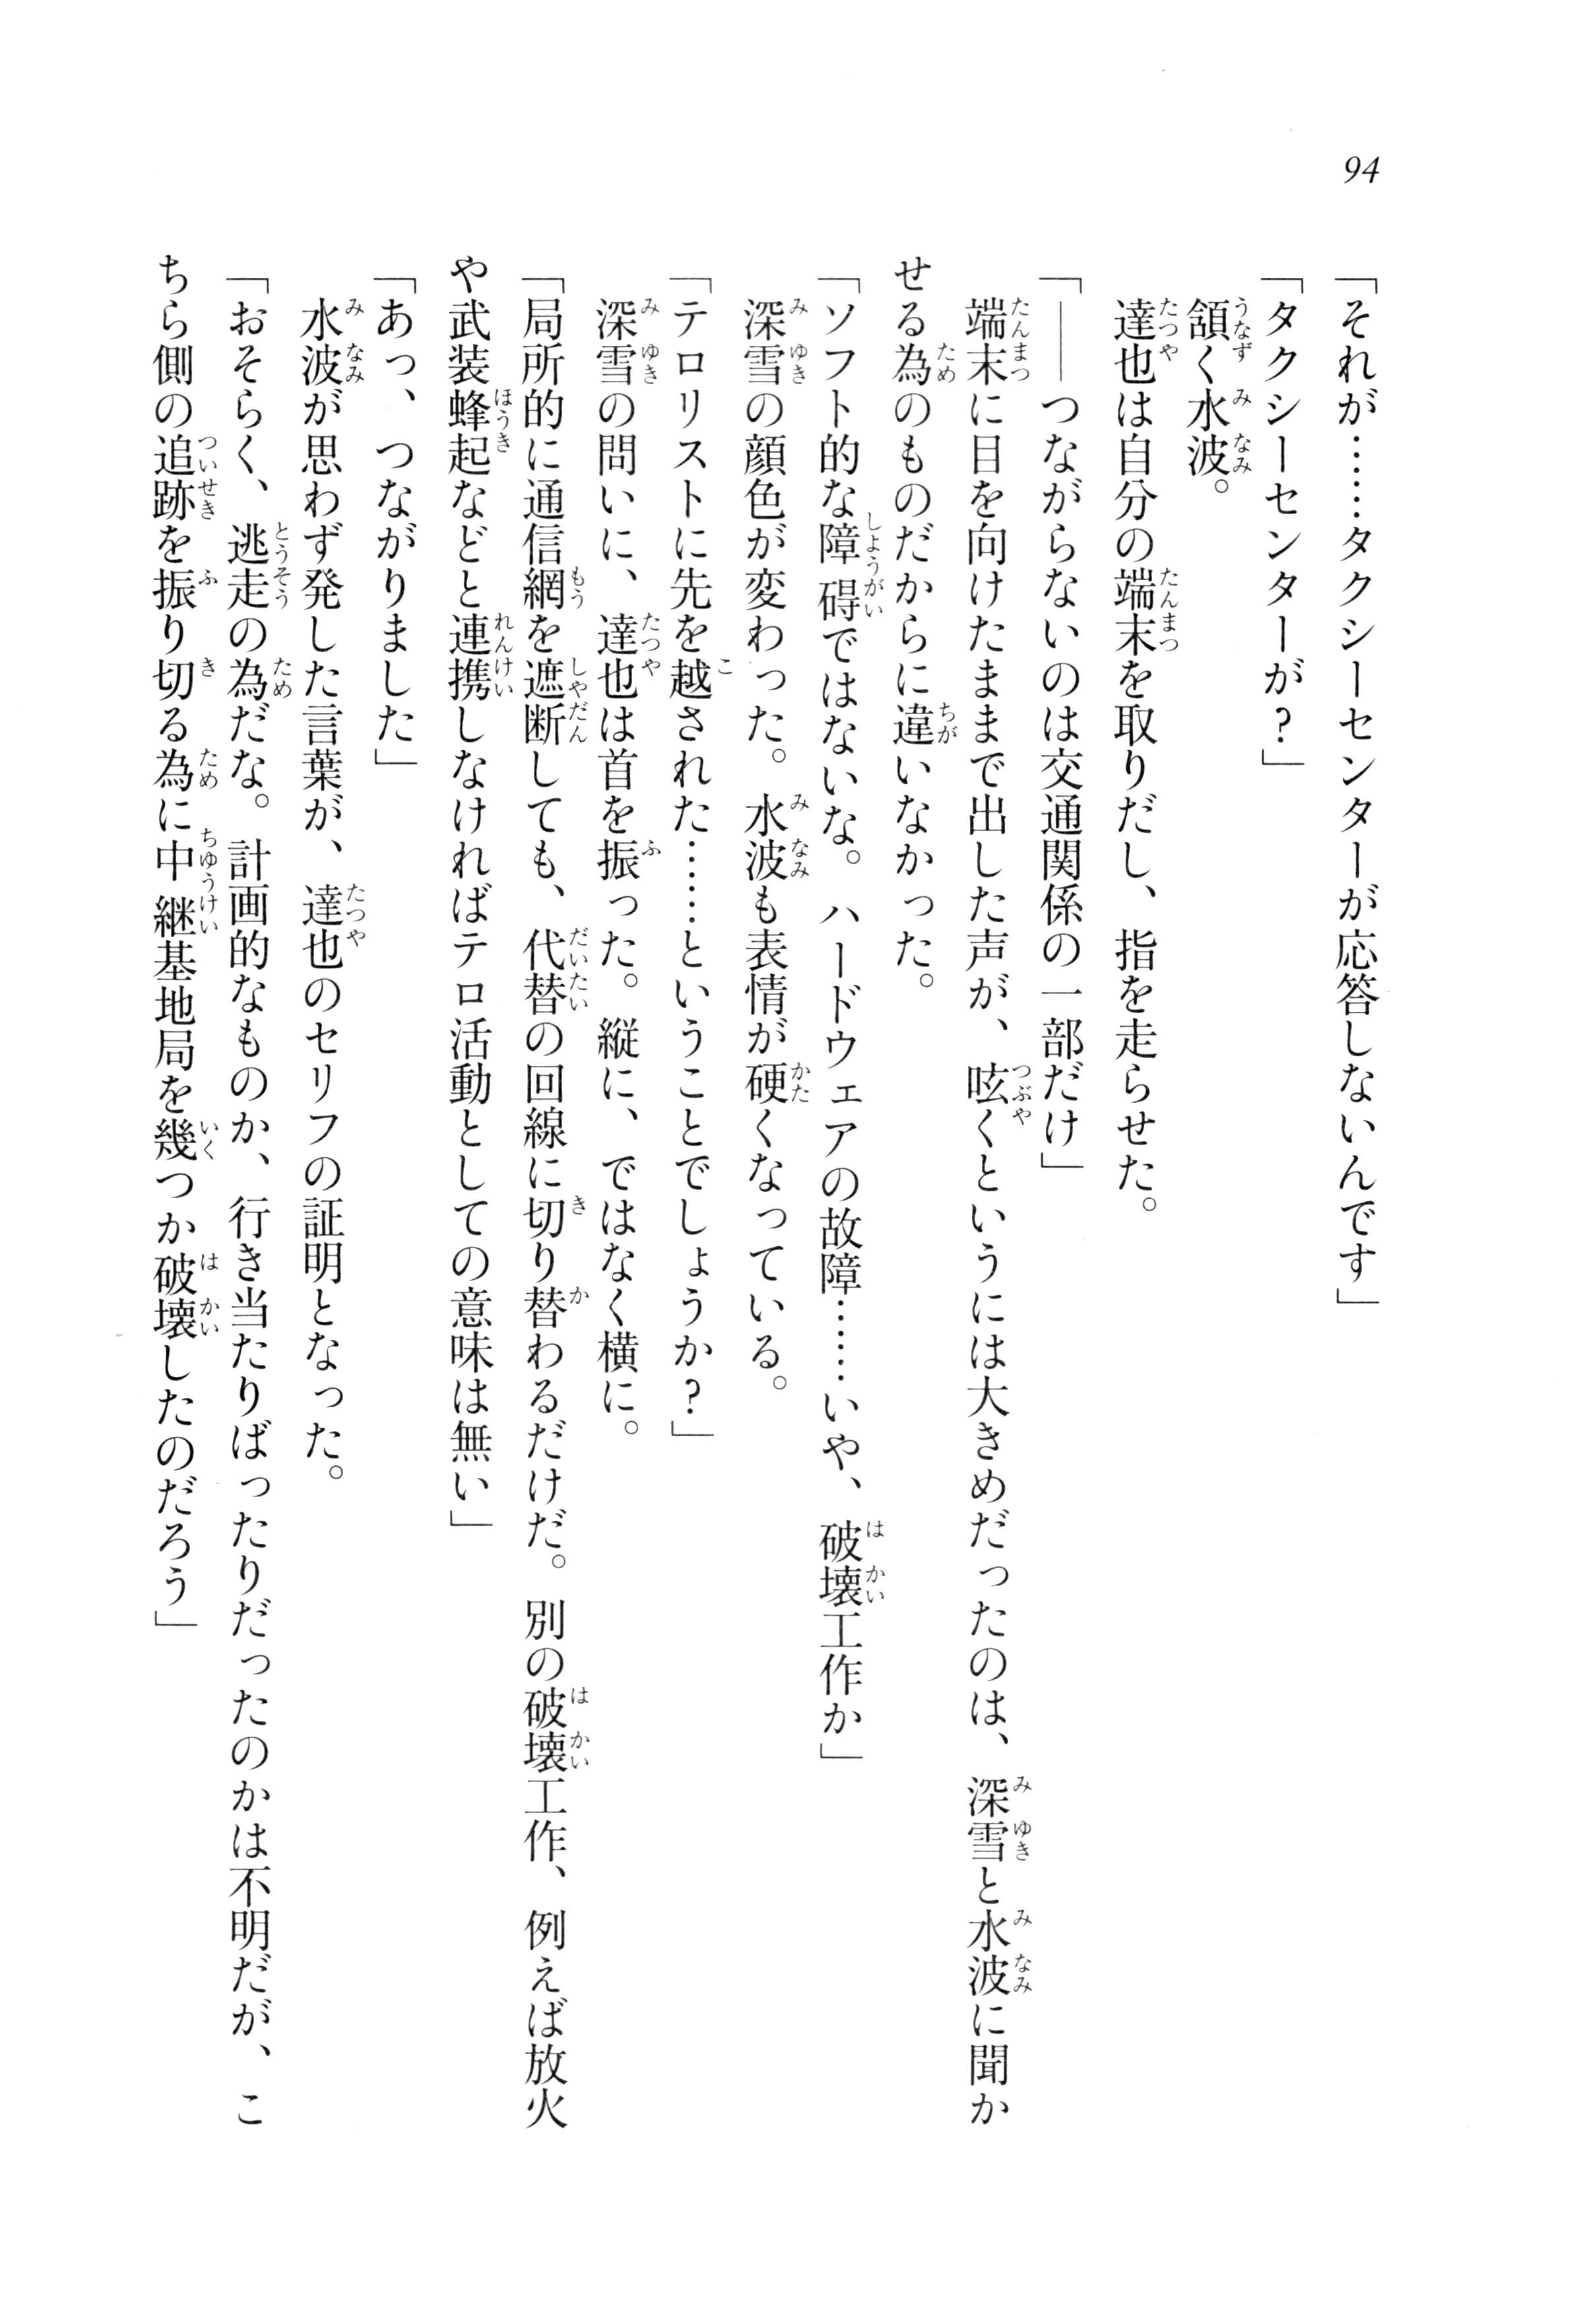 94
「それが……タクシーセンターが応答しないんです」
「タクシーセンターが？」
頷く水波。
達也は自分の端末を取りだし、指を走らせた。
「――つながらないのは交通関係の一部だけ」
端末に目を向けたままで出した声が、呟くというには大きめだったのは、深雪と水波に聞か
せる為のものだからに違いなかった。
「ソフト的な障碍ではないな。ハードウェアの故障……いや、破壊工作か」
深雪の顔色が変わった。水波も表情が硬くなっている。
「テロリストに先を越された……ということでしょうか？」
深雪の問いに、達也は首を振った。縦に、ではなく横に。
「局所的に通信網を遮断しても、代替の回線に切り替わるだけだ。別の破壊工作、例えば放火
や武装蜂起などと連携しなければテロ活動としての意味は無い」
「あっ、つながりました」
水波が思わず発した言葉が、達也のセリフの証明となった。
「おそらく、逃走の為だな。計画的なものか、行き当たりばったりだったのかは不明だが、こ
ちら側の追跡を振り切る為に中継基地局を幾つか破壊したのだろう」